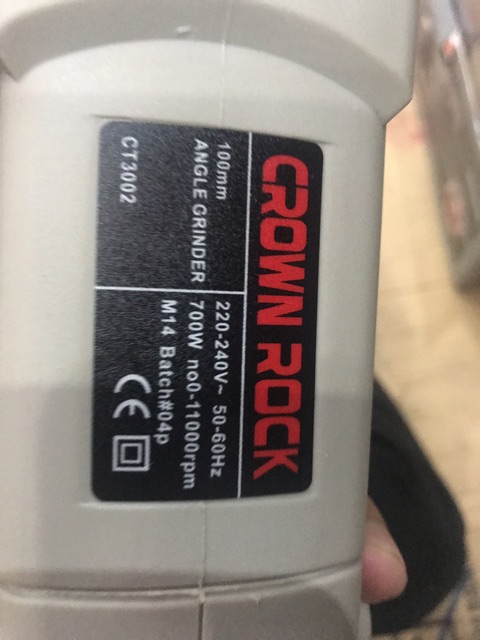 CROWN ROCK
100mm
ANGLE GRINDER
CT3002
220-240V~ 50-60Hz
700W no0-11000rpm
M14 Batch#04p
CE